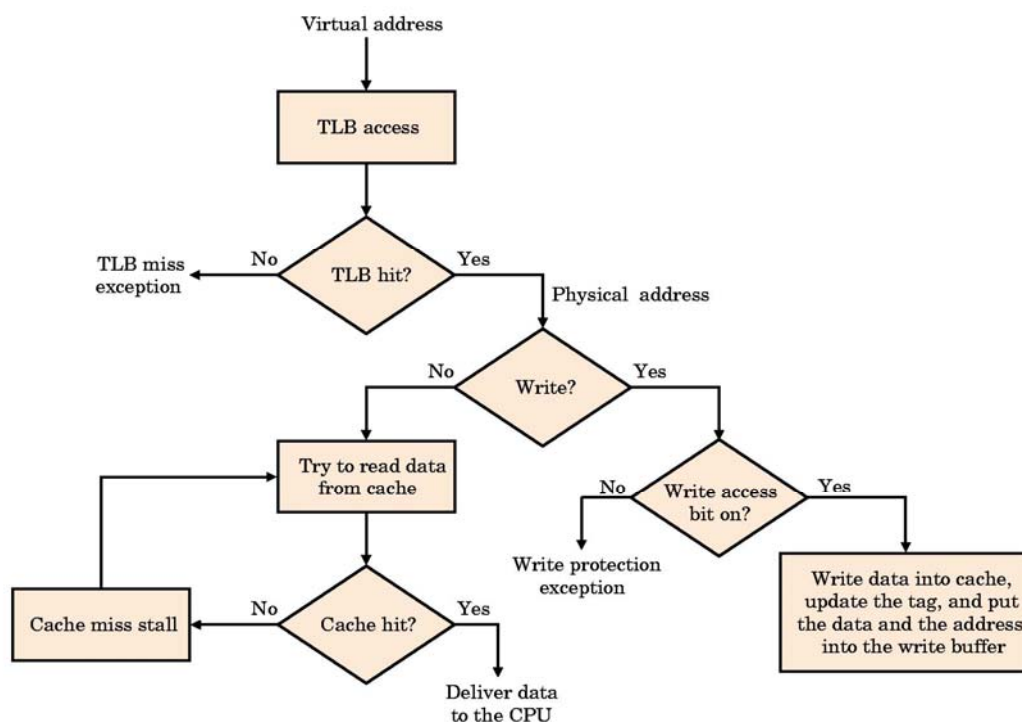 Virtual address
TLB access
No
Yes
TLB miss
exception
TLB hit?
Physical address
No
Yes
Write?
Try to read data
from cache
No
Yes
Write access
bit on?
Write protection
exception
Write data into cache,
update the tag, and put
the data and the address
into the write buffer
No
Yes
Cache miss stall
Cache hit?
Deliver data
to the CPU